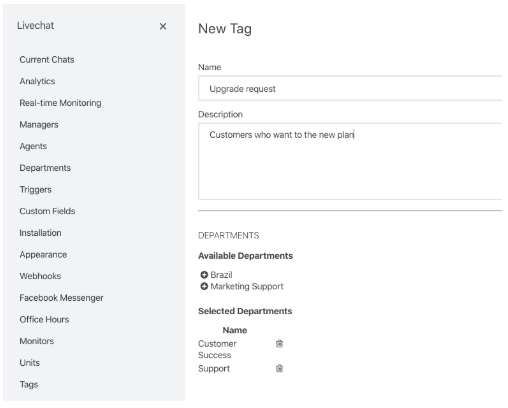 Livechat
Current Chats
Analytics
Real-time Monitoring
Managers
Agents
Departments
Triggers
Custom Fields
Installation
Appearance
Webhooks
Facebook Messenger
Office Hours
Monitors
Units
Tags
New Tag
Name
Upgrade request
Description
Customers who want to the new plan
DEPARTMENTS
Available Departments
Brazil
Marketing Support
Selected Departments
Name
Customer
Success
Support